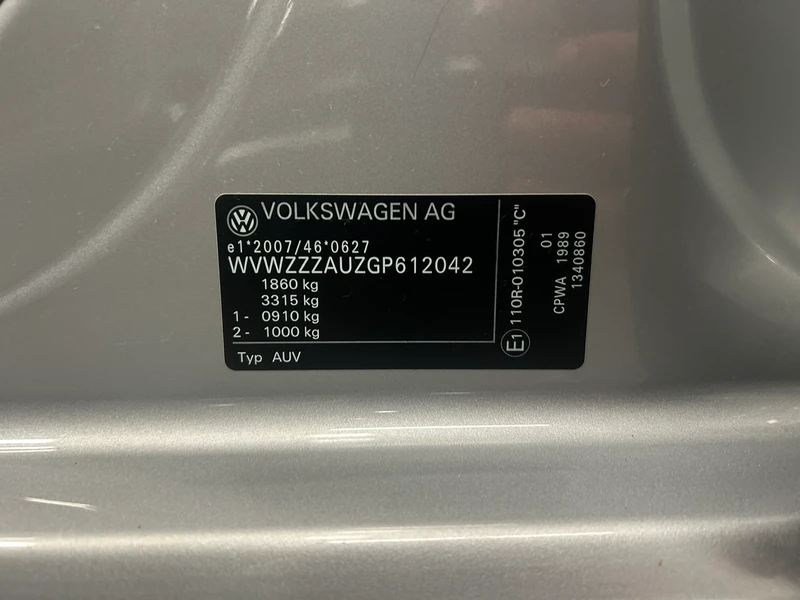 VOLKSWAGEN AG
e1*2007/46*0627
WVWZZZAUZGP612042
1860 kg
3315 kg
1 - 0910 kg
2 - 1000 kg
Typ AUV
E1 110R-010305 "C"
01
CPWA 1989
1340860